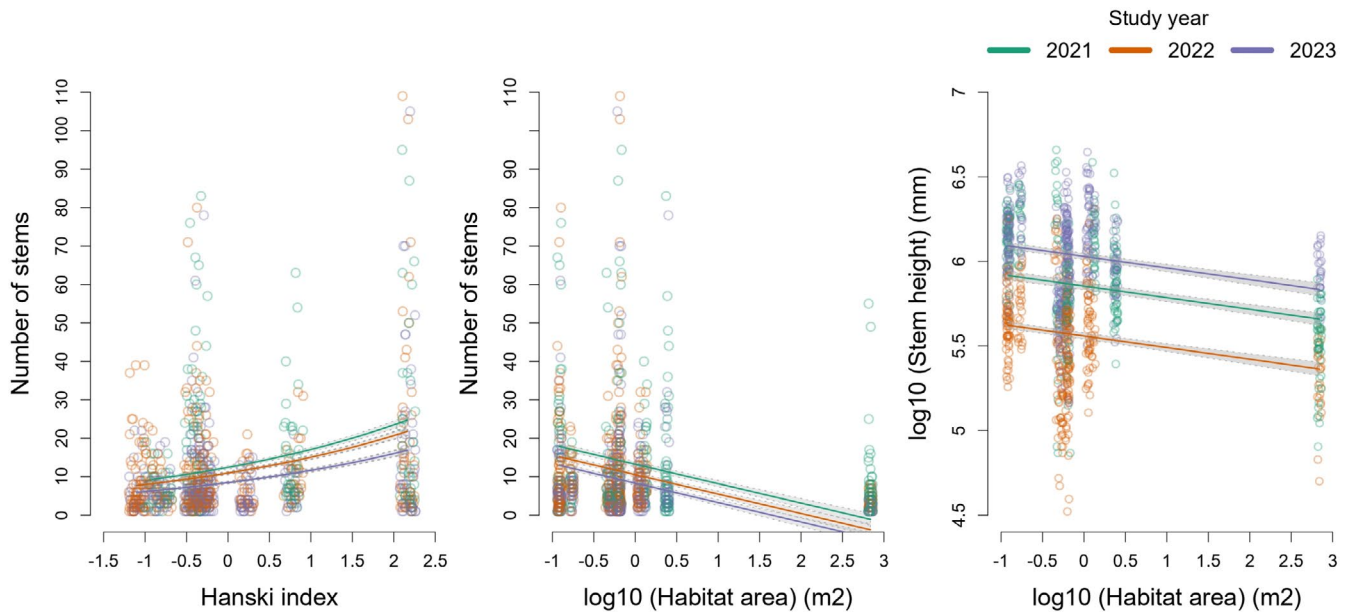 Study year
2021 2022 2023
Number of stems
110
100
90
80
70
60
50
40
30
20
10
0
-1.5 -1 -0.5 0 0.5 1 1.5 2 2.5
Hanski index
Number of stems
110
100
90
80
70
60
50
40
30
20
10
0
-1 -0.5 0 0.5 1 1.5 2 2.5 3
log10 (Habitat area) (m2)
log10 (Stem height) (mm)
7
6.5
6
5.5
5
4.5
-1 -0.5 0 0.5 1 1.5 2 2.5 3
log10 (Habitat area) (m2)